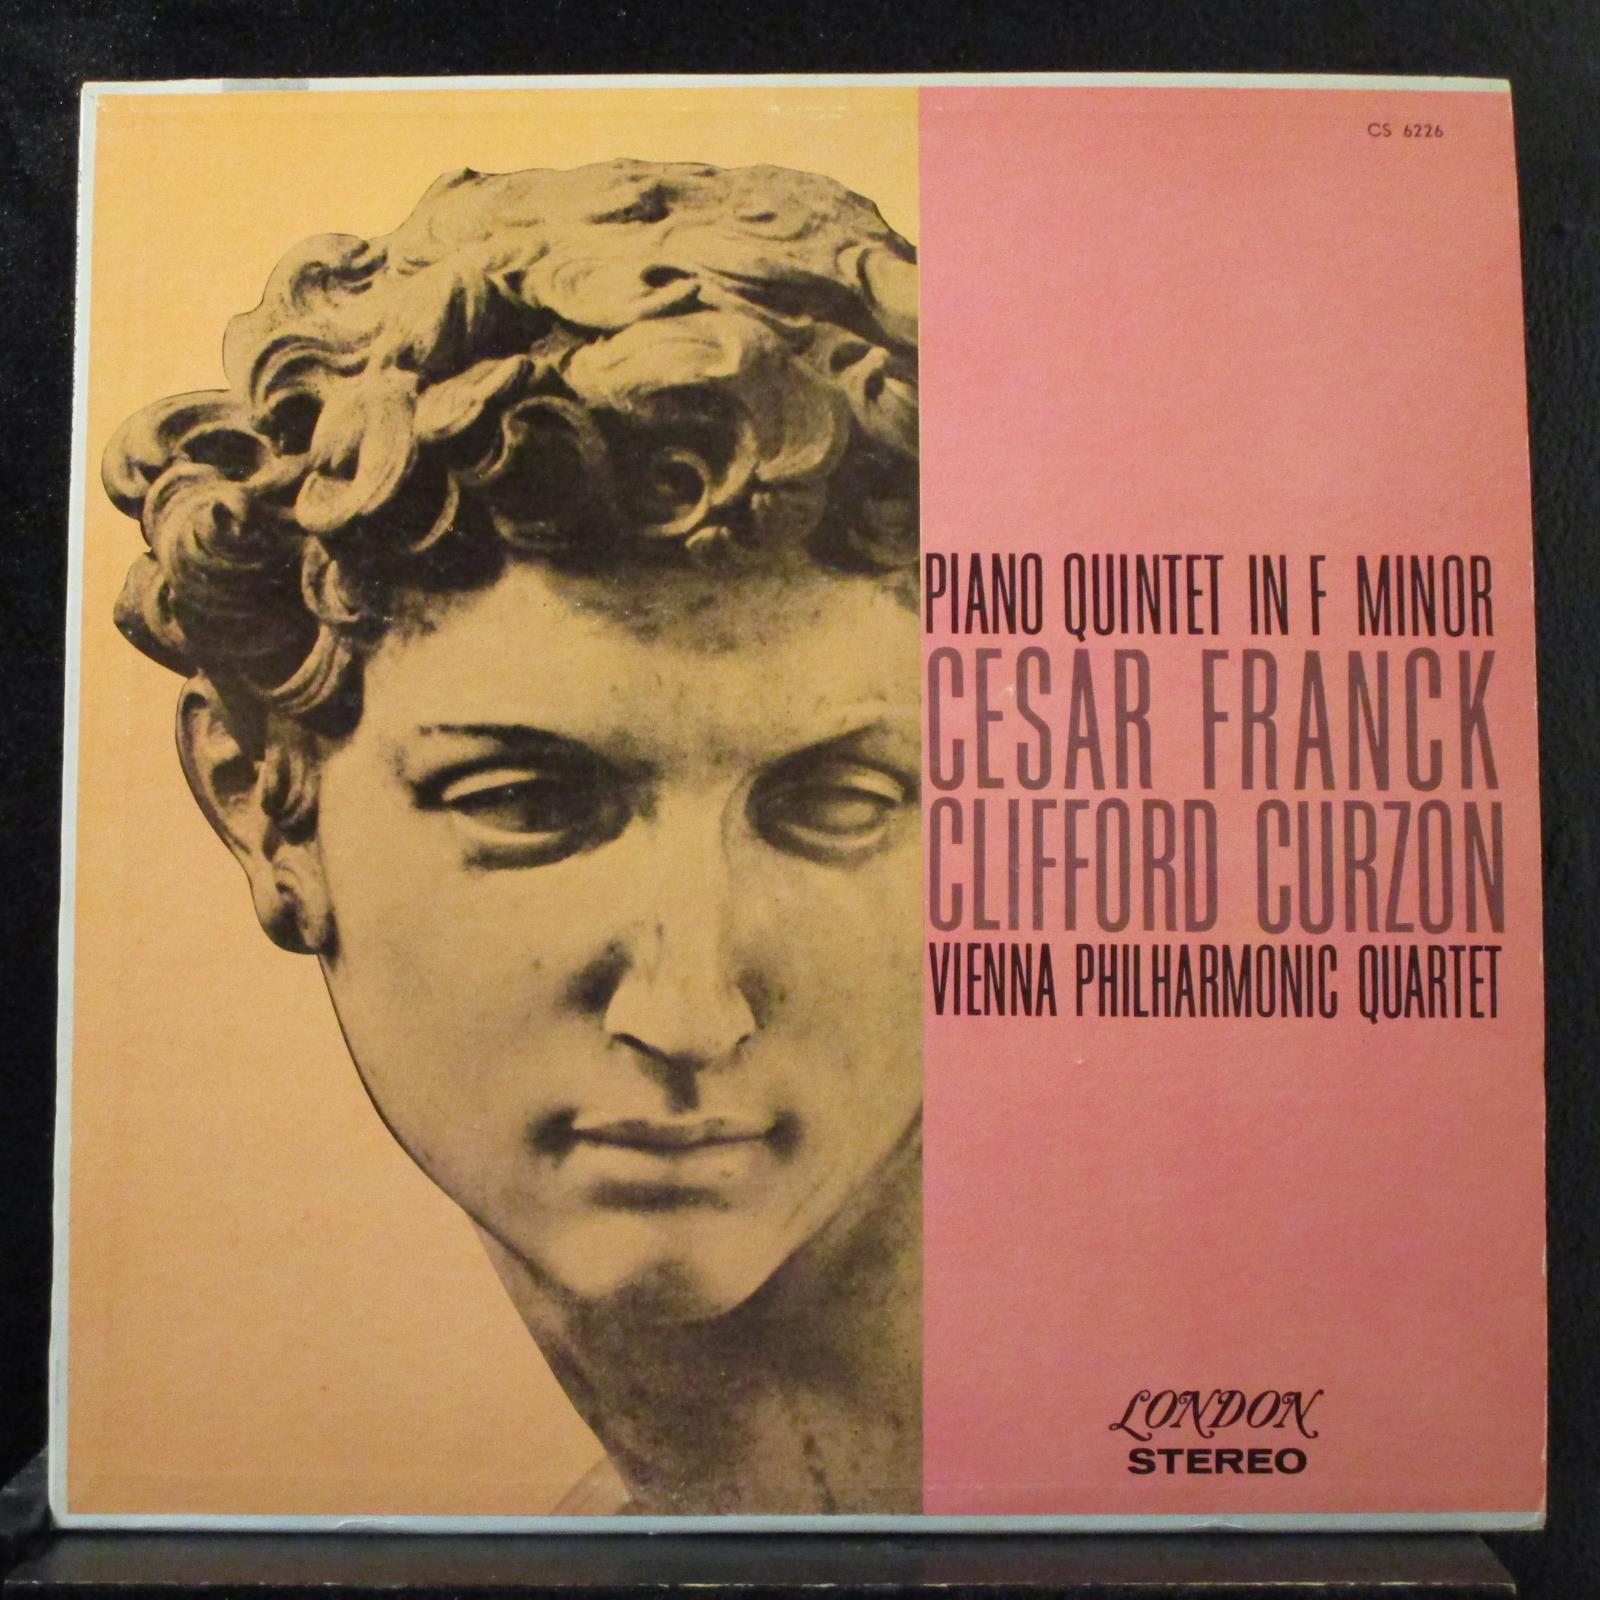 CS 6226
PIANO QUINTET IN F MINOR
CESAR FRANCK
CLIFFORD CURZON
VIENNA PHILHARMONIC QUARTET
LONDON
STEREO